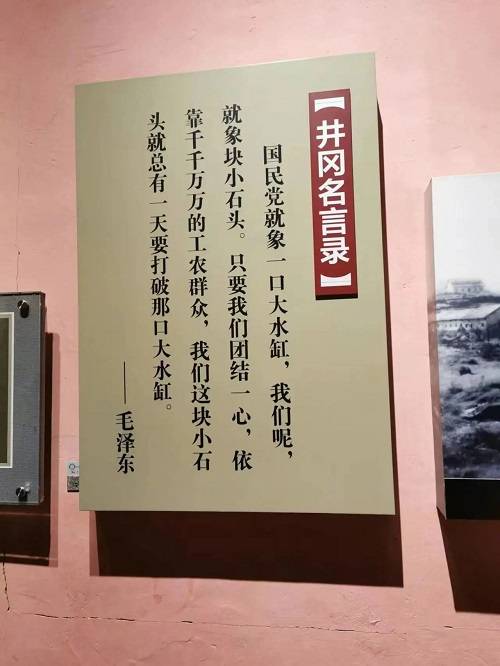 【井冈名言录】
国民党就象一口大水缸，我们呢，
就象块小石头。只要我们团结一心，依
靠千千万万的工农群众，我们这块小石
头就总有一天要打破那口大水缸。
——毛泽东